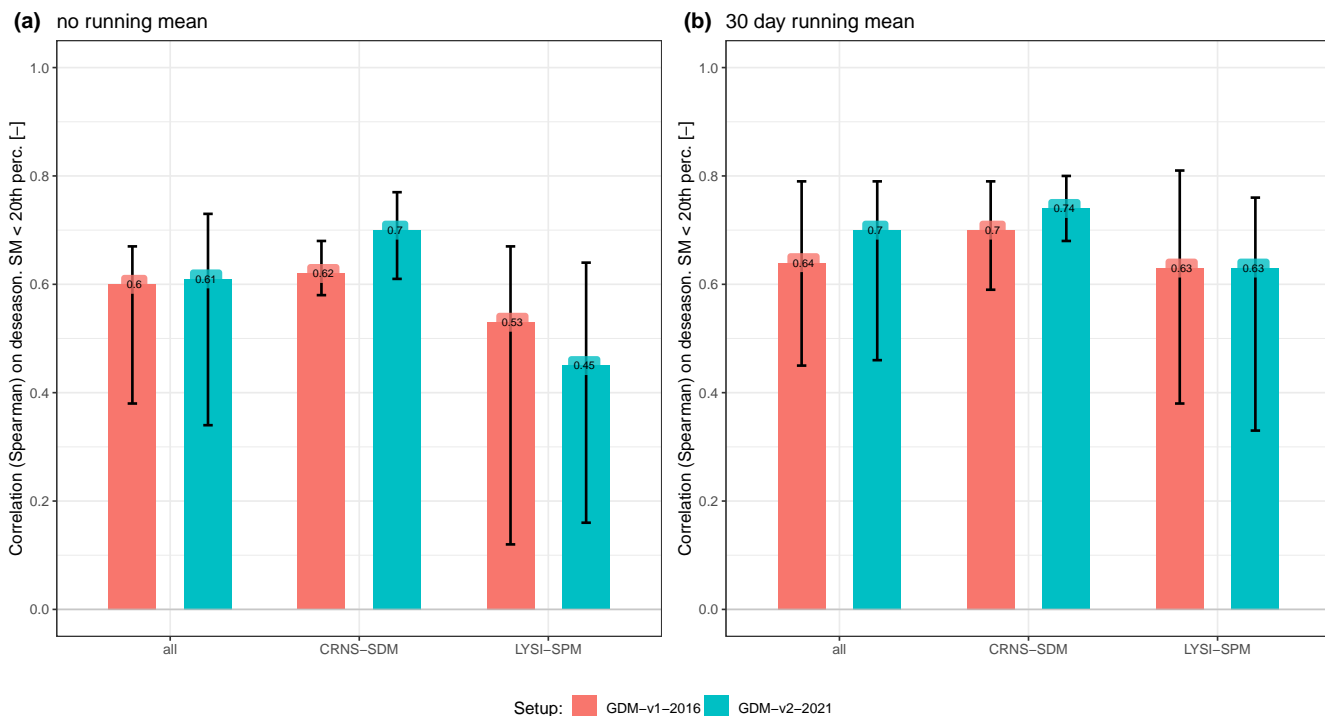 (a) no running mean
Correlation (Spearman) on deseason. SM < 20th perc. [−]
1.0
0.8
0.6
0.4
0.2
0.0
0.6
0.61
0.62
0.7
0.53
0.45
all
CRNS−SDM
LYSI−SPM
(b) 30 day running mean
Correlation (Spearman) on deseason. SM < 20th perc. [−]
1.0
0.8
0.6
0.4
0.2
0.0
0.64
0.7
0.7
0.74
0.63
0.63
all
CRNS−SDM
LYSI−SPM
Setup: GDM−v1−2016 GDM−v2−2021